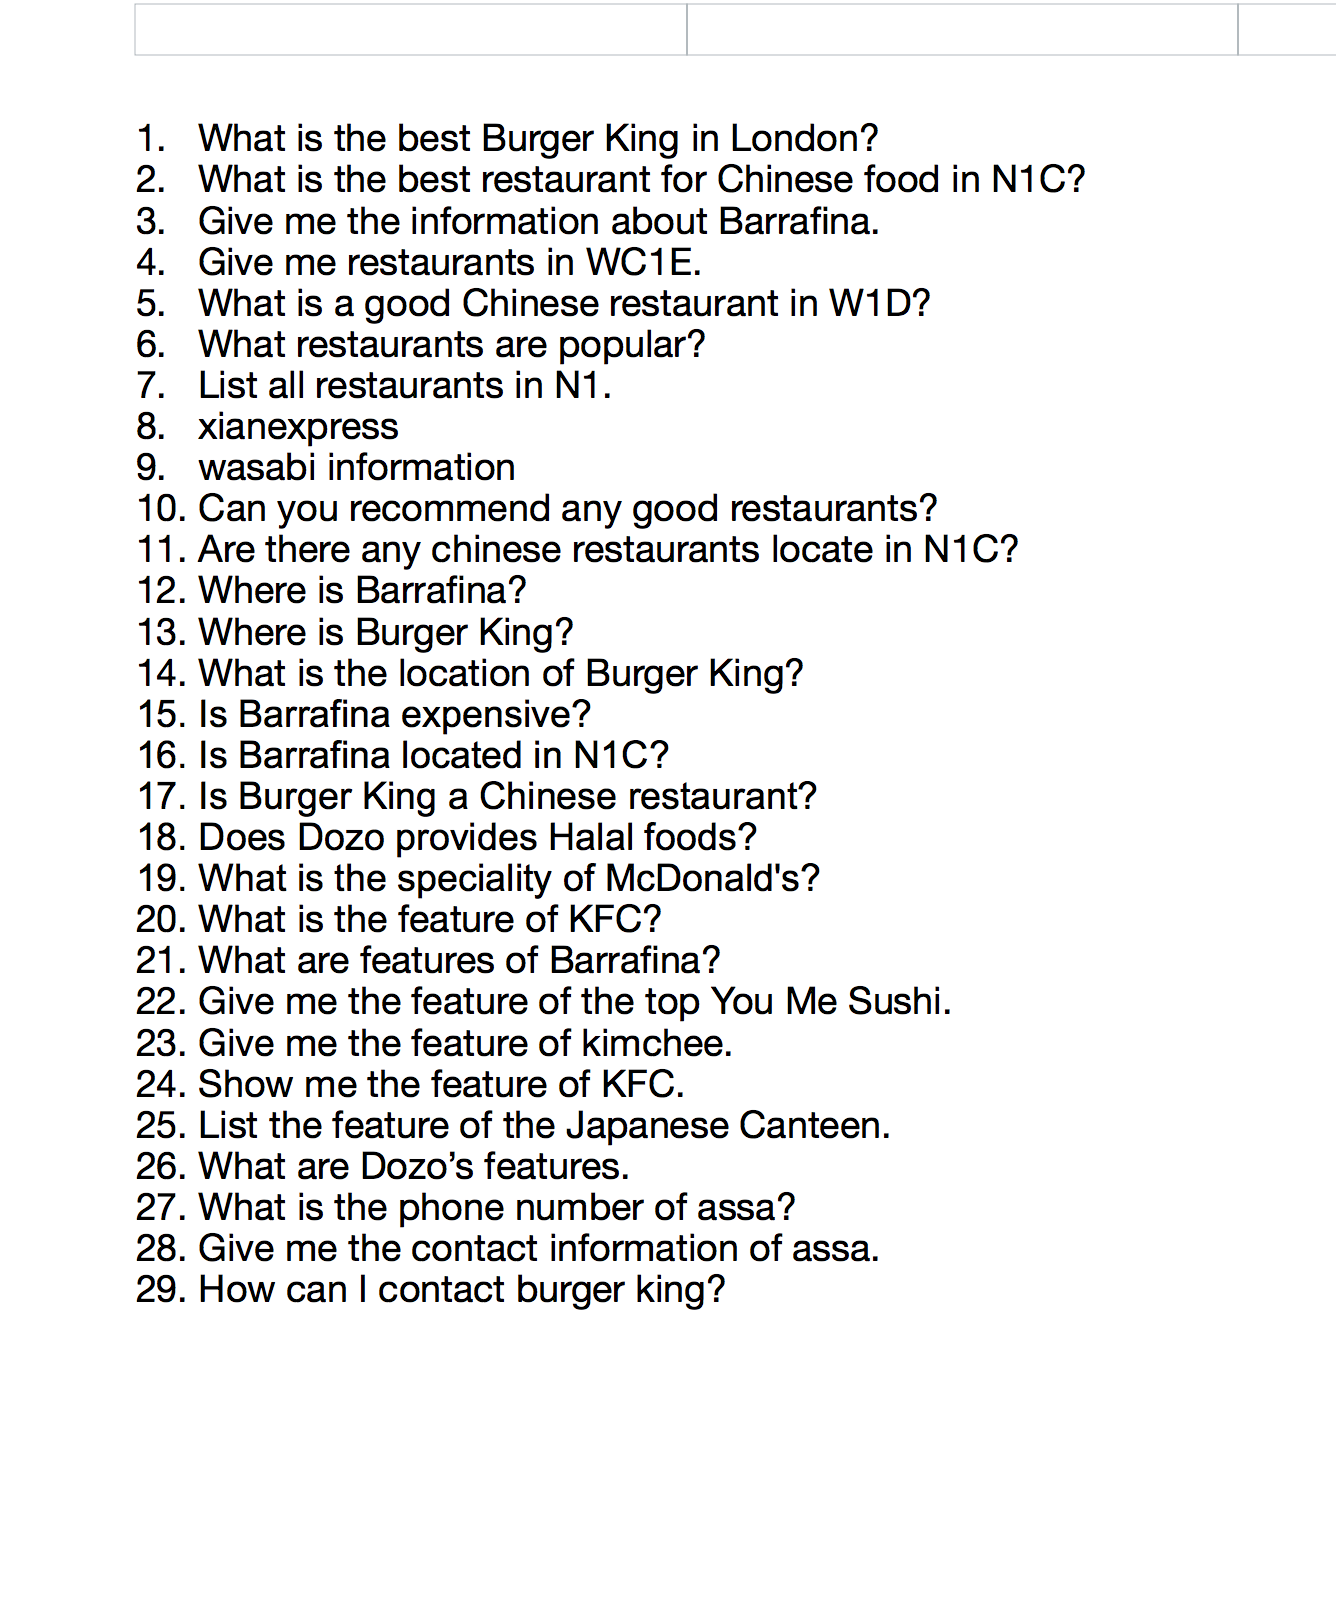 1. What is the best Burger King in London?
2. What is the best restaurant for Chinese food in N1C?
3. Give me the information about Barrafina.
4. Give me restaurants in WC1E.
5. What is a good Chinese restaurant in W1D?
6. What restaurants are popular?
7. List all restaurants in N1.
8. xianexpress
9. wasabi information
10. Can you recommend any good restaurants?
11. Are there any chinese restaurants locate in N1C?
12. Where is Barrafina?
13. Where is Burger King?
14. What is the location of Burger King?
15. Is Barrafina expensive?
16. Is Barrafina located in N1C?
17. Is Burger King a Chinese restaurant?
18. Does Dozo provides Halal foods?
19. What is the speciality of McDonald's?
20. What is the feature of KFC?
21. What are features of Barrafina?
22. Give me the feature of the top You Me Sushi.
23. Give me the feature of kimchee.
24. Show me the feature of KFC.
25. List the feature of the Japanese Canteen.
26. What are Dozo’s features.
27. What is the phone number of assa?
28. Give me the contact information of assa.
29. How can I contact burger king?